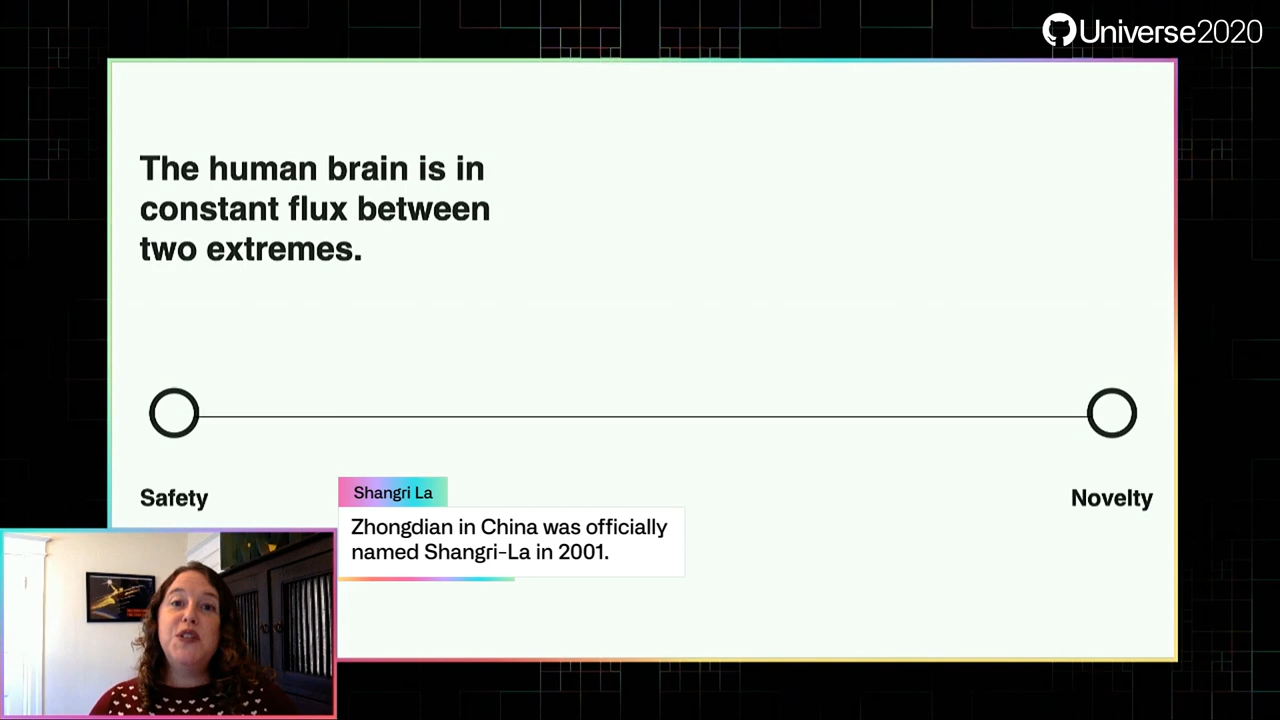 Universe2020
The human brain is in
constant flux between
two extremes.
Safety
Novelty
Shangri La
Zhongdian in China was officially
named Shangri-La in 2001.